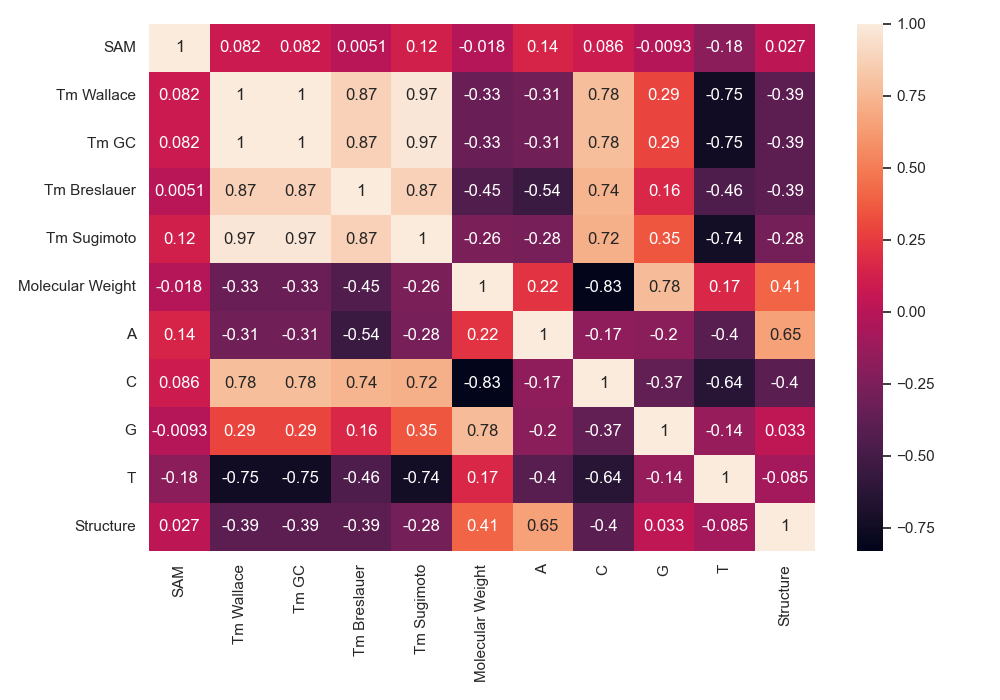 SAM 1 0.082 0.082 0.0051 0.12 -0.018 0.14 0.086 -0.0093 -0.18 0.027
Tm Wallace 0.082 1 1 0.87 0.97 -0.33 -0.31 0.78 0.29 -0.75 -0.39
Tm GC 0.082 1 1 0.87 0.97 -0.33 -0.31 0.78 0.29 -0.75 -0.39
Tm Breslauer 0.0051 0.87 0.87 1 0.87 -0.45 -0.54 0.74 0.16 -0.46 -0.39
Tm Sugimoto 0.12 0.97 0.97 0.87 1 -0.26 -0.28 0.72 0.35 -0.74 -0.28
Molecular Weight -0.018 -0.33 -0.33 -0.45 -0.26 1 0.22 -0.83 0.78 0.17 0.41
A 0.14 -0.31 -0.31 -0.54 -0.28 0.22 1 -0.17 -0.2 -0.4 0.65
C 0.086 0.78 0.78 0.74 0.72 -0.83 -0.17 1 -0.37 -0.64 -0.4
G -0.0093 0.29 0.29 0.16 0.35 0.78 -0.2 -0.37 1 -0.14 0.033
T -0.18 -0.75 -0.75 -0.46 -0.74 0.17 -0.4 -0.64 -0.14 1 -0.085
Structure 0.027 -0.39 -0.39 -0.39 -0.28 0.41 0.65 -0.4 0.033 -0.085 1
SAM
Tm Wallace
Tm GC
Tm Breslauer
Tm Sugimoto
Molecular Weight
A
C
G
T
Structure
1.00
0.75
0.50
0.25
0.00
−0.25
−0.50
−0.75